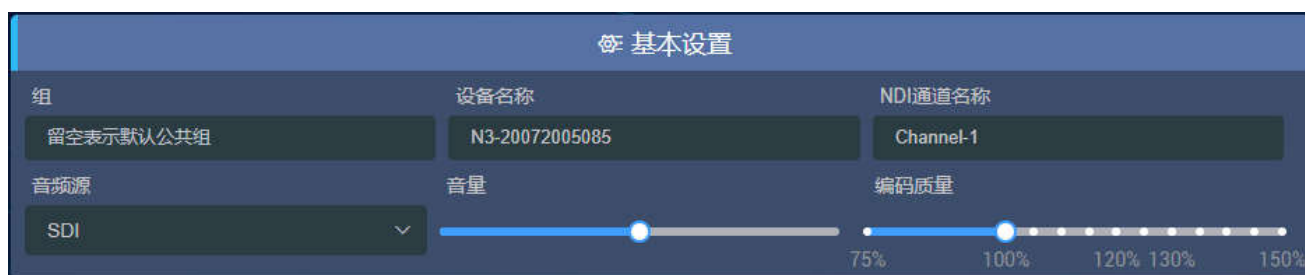 基本设置
组 设备名称 NDI通道名称
留空表示默认公共组 N3-20072005085 Channel-1
音频源 音量 编码质量
SDI
75% 100% 120% 130% 150%